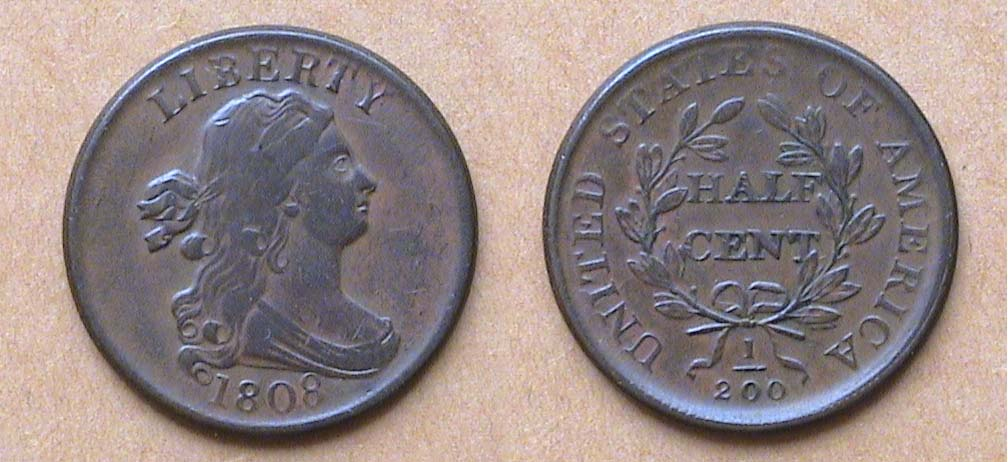 LIBERTY
1808
UNITED STATES OF AMERICA
HALF
CENT
1
200